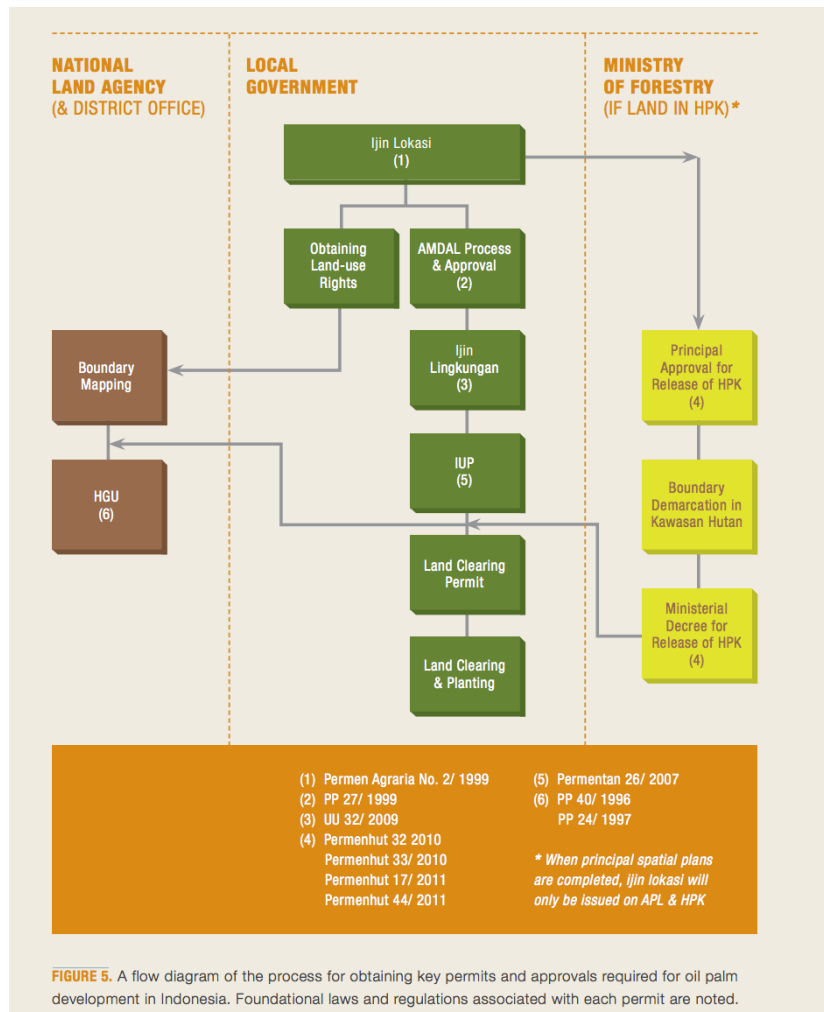 NATIONAL
LAND AGENCY
(& DISTRICT OFFICE)
LOCAL
GOVERNMENT
MINISTRY
OF FORESTRY
(IF LAND IN HPK)*
Ijin Lokasi
(1)
Obtaining
Land-use
Rights
AMDAL Process
& Approval
(2)
Boundary
Mapping
Ijin
Lingkungan
(3)
Principal
Approval for
Release of HPK
(4)
HGU
(6)
IUP
(5)
Boundary
Demarcation in
Kawasan Hutan
Land Clearing
Permit
Ministerial
Decree for
Release of HPK
(4)
Land Clearing
& Planting
(1) Permen Agraria No. 2/ 1999
(2) PP 27/ 1999
(3) UU 32/ 2009
(4) Permenhut 32 2010
Permenhut 33/ 2010
Permenhut 17/ 2011
Permenhut 44/ 2011
(5) Permentan 26/ 2007
(6) PP 40/ 1996
PP 24/ 1997
* When principal spatial plans
are completed, ijin lokasi will
only be issued on APL & HPK
FIGURE 5. A flow diagram of the process for obtaining key permits and approvals required for oil palm
development in Indonesia. Foundational laws and regulations associated with each permit are noted.